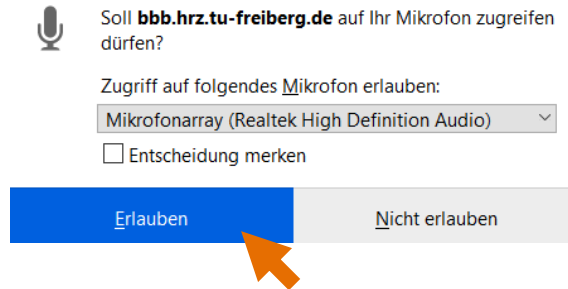 Soll bbb.hrz.tu-freiberg.de auf Ihr Mikrofon zugreifen
dürfen?
Zugriff auf folgendes Mikrofon erlauben:
Mikrofonarray (Realtek High Definition Audio)
Entscheidung merken
Erlauben
Nicht erlauben